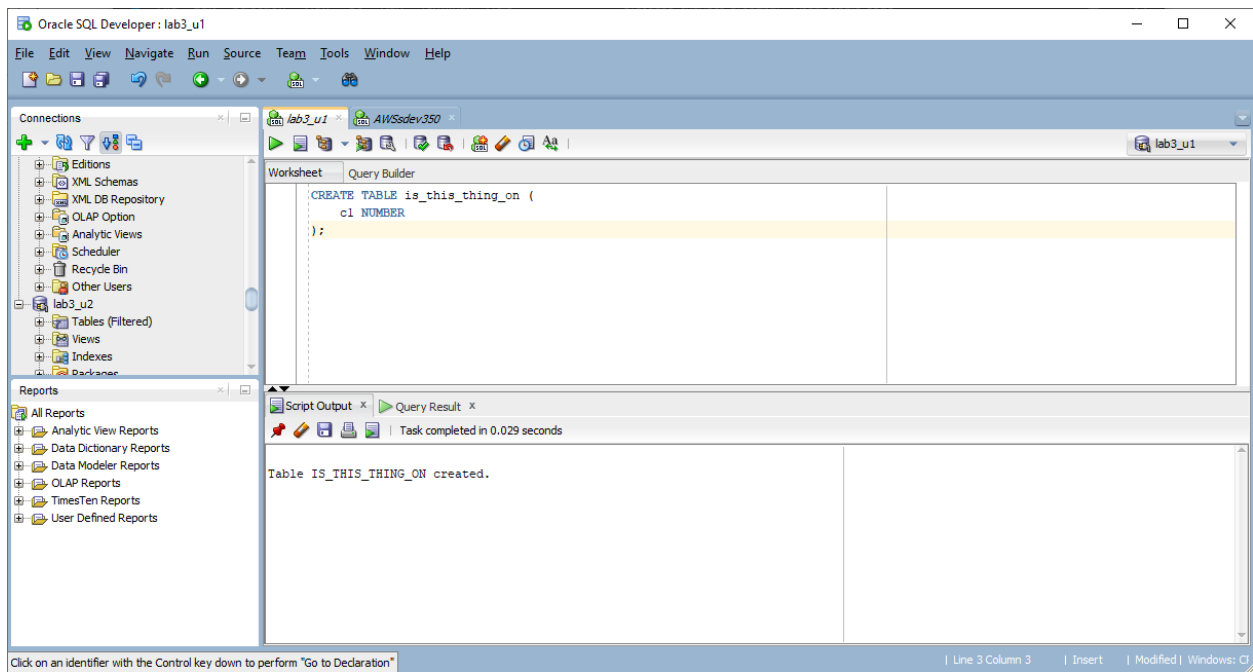 Oracle SQL Developer : lab3_u1
File Edit View Navigate Run Source Team Tools Window Help
Connections
lab3_u1
AWSsdev350
lab3_u1
Editions
XML Schemas
XML DB Repository
OLAP Option
Analytic Views
Scheduler
Recycle Bin
Other Users
lab3_u2
Tables (Filtered)
Views
Indexes
Packages
Worksheet Query Builder
CREATE TABLE is_this_thing_on (
c1 NUMBER
);
Reports
All Reports
Analytic View Reports
Data Dictionary Reports
Data Modeler Reports
OLAP Reports
TimesTen Reports
User Defined Reports
Script Output x Query Result x
Task completed in 0.029 seconds
Table IS_THIS_THING_ON created.
Click on an identifier with the Control key down to perform "Go to Declaration"
| Line 3 Column 3 | Insert | Modified | Windows: